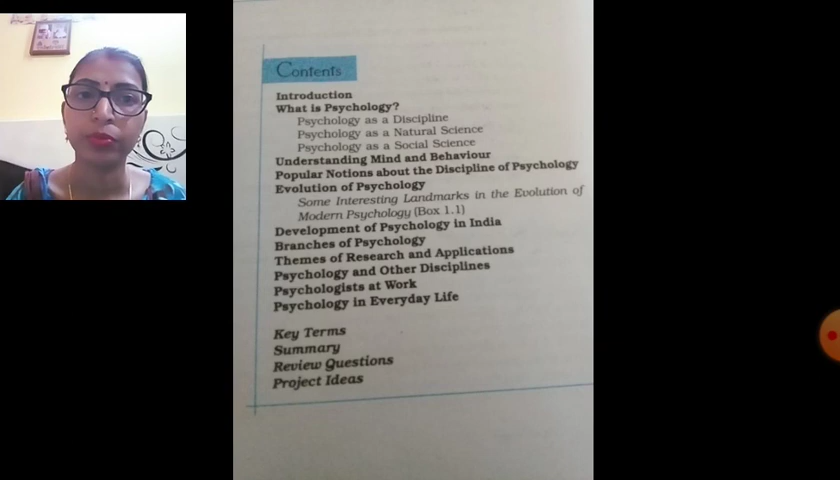 Contents
Introduction
What is Psychology?
Psychology as a Discipline
Psychology as a Natural Science
Psychology as a Social Science
Understanding Mind and Behaviour
Popular Notions about the Discipline of Psychology
Evolution of Psychology
Some Interesting Landmarks in the Evolution of
Modern Psychology (Box 1.1)
Development of Psychology in India
Branches of Psychology
Themes of Research and Applications
Psychology and Other Disciplines
Psychologists at Work
Psychology in Everyday Life
Key Terms
Summary
Review Questions
Project Ideas